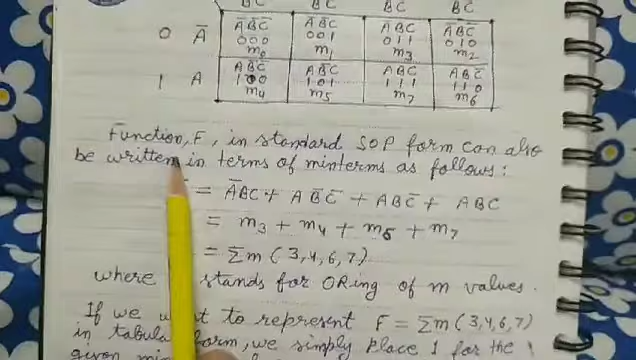 B̅C̅ B̅C BC BC̅
0 A̅ A̅B̅C̅ A̅B̅C A̅BC A̅BC̅
000 001 011 010
m0 m1 m3 m2
1 A AB̅C̅ AB̅C ABC ABC̅
100 101 111 110
m4 m5 m7 m6
Function, F, in standard SOP form can also
be written in terms of minterms as follows:
= A̅BC + AB̅C̅ + ABC̅ + ABC
= m3 + m4 + m6 + m7
= Σm (3,4,6,7)
where stands for ORing of m values.
If we to represent F = Σm (3,4,6,7)
in form, we simply place 1 for the
given